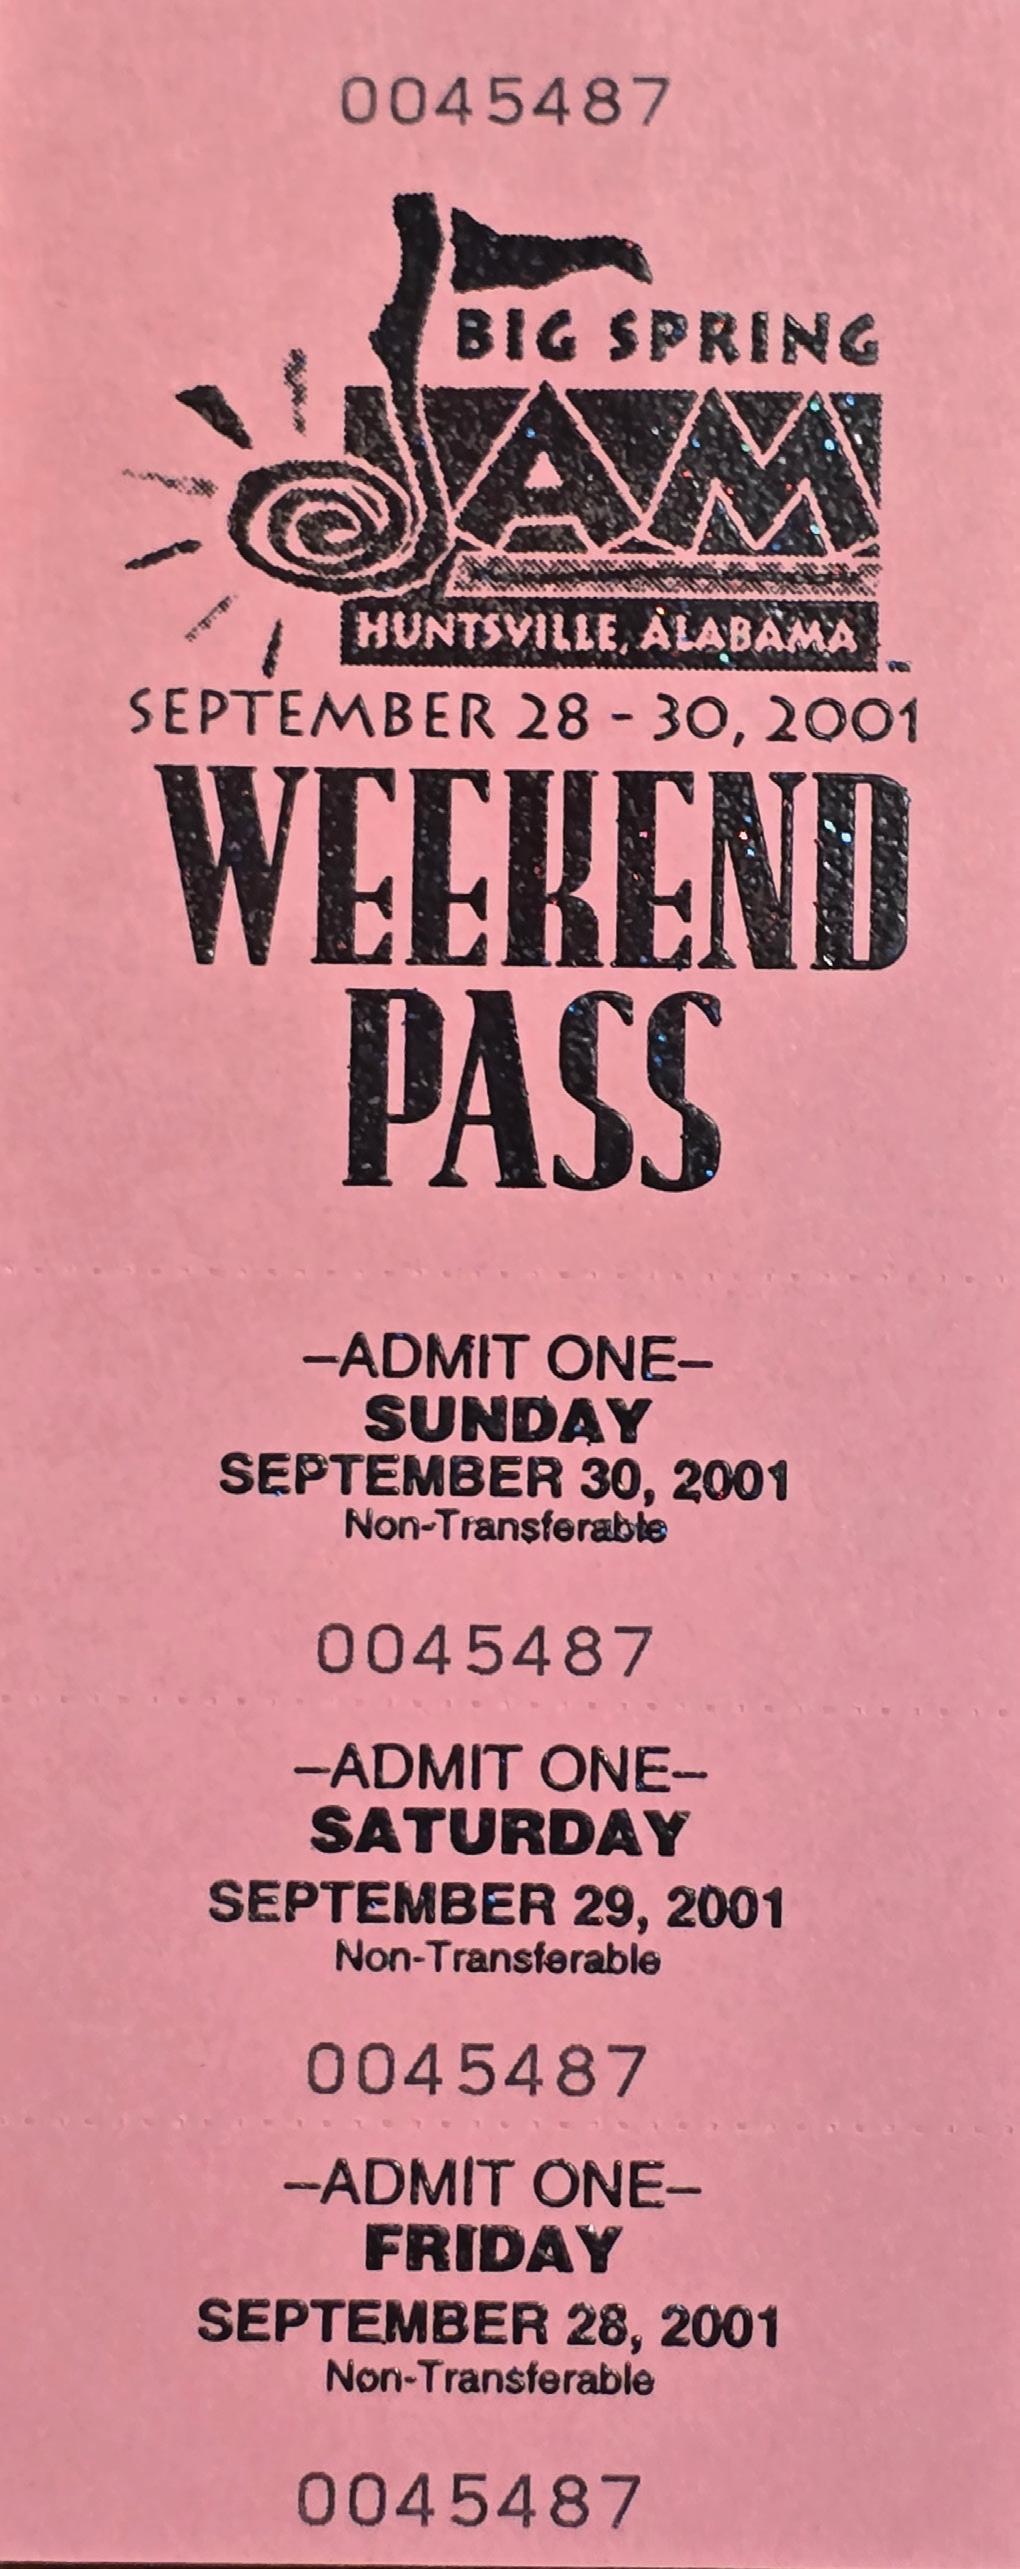 0045487
BIG SPRING
JAM
HUNTSVILLE, ALABAMA ™
SEPTEMBER 28 - 30, 2001
WEEKEND
PASS
–ADMIT ONE–
SUNDAY
SEPTEMBER 30, 2001
Non-Transferable
0045487
–ADMIT ONE–
SATURDAY
SEPTEMBER 29, 2001
Non-Transferable
0045487
–ADMIT ONE–
FRIDAY
SEPTEMBER 28, 2001
Non-Transferable
0045487